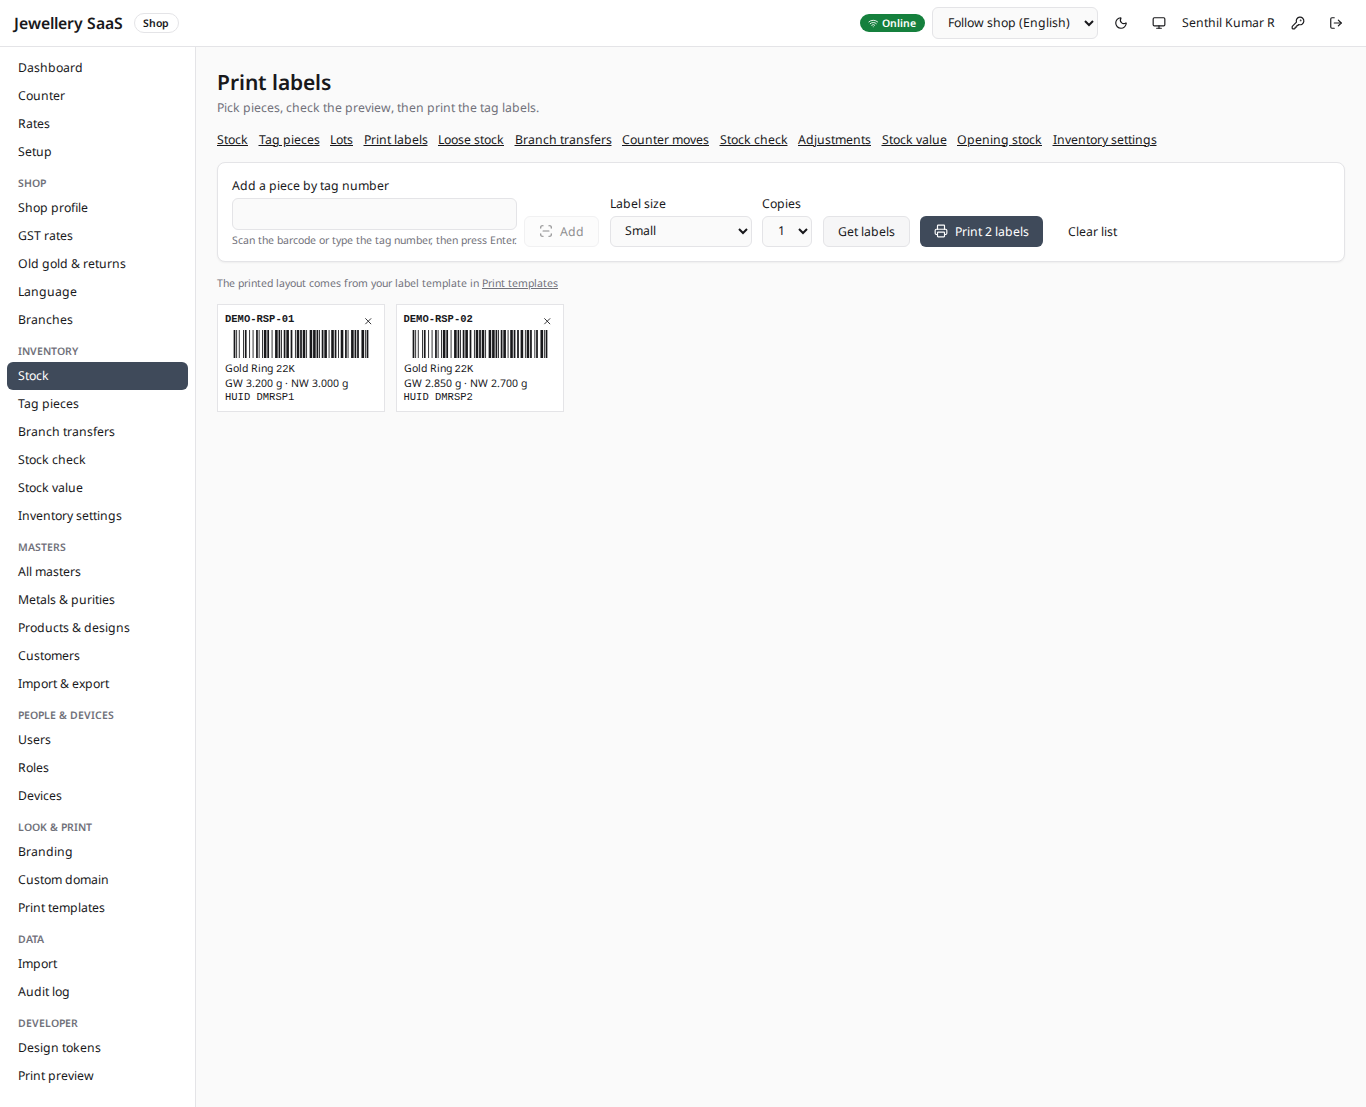 Jewellery SaaS Shop Online Follow shop (English) Senthil Kumar R
Dashboard
Counter
Rates
Setup
SHOP
Shop profile
GST rates
Old gold & returns
Language
Branches
INVENTORY
Stock
Tag pieces
Branch transfers
Stock check
Stock value
Inventory settings
MASTERS
All masters
Metals & purities
Products & designs
Customers
Import & export
PEOPLE & DEVICES
Users
Roles
Devices
LOOK & PRINT
Branding
Custom domain
Print templates
DATA
Import
Audit log
DEVELOPER
Design tokens
Print preview
Print labels
Pick pieces, check the preview, then print the tag labels.
Stock Tag pieces Lots Print labels Loose stock Branch transfers Counter moves Stock check Adjustments Stock value Opening stock Inventory settings
Add a piece by tag number
Label size Copies
Add Small 1 Get labels Print 2 labels Clear list
Scan the barcode or type the tag number, then press Enter.
The printed layout comes from your label template in Print templates
DEMO-RSP-01
Gold Ring 22K
GW 3.200 g · NW 3.000 g
HUID DMRSP1
DEMO-RSP-02
Gold Ring 22K
GW 2.850 g · NW 2.700 g
HUID DMRSP2